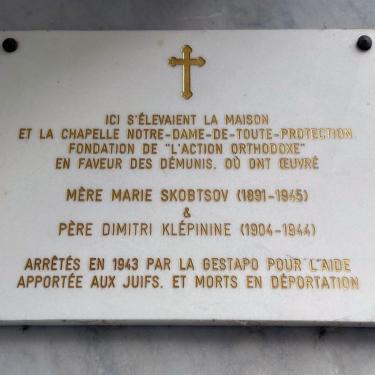 ICI S'ÉLEVAIENT LA MAISON
ET LA CHAPELLE NOTRE-DAME-DE-TOUTE-PROTECTION
FONDATION DE "L'ACTION ORTHODOXE"
EN FAVEUR DES DÉMUNIS. OÙ ONT ŒUVRÉ
MÈRE MARIE SKOBTSOV (1891-1945)
&
PÈRE DIMITRI KLÉPININE (1904-1944)
ARRÊTÉS EN 1943 PAR LA GESTAPO POUR L'AIDE
APPORTÉE AUX JUIFS. ET MORTS EN DÉPORTATION